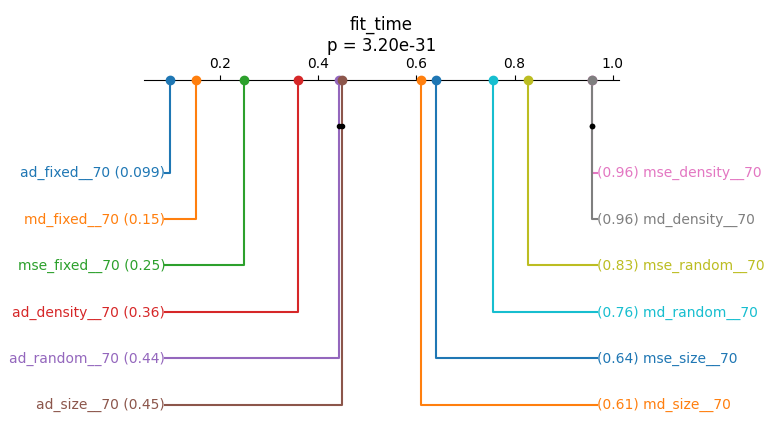 fit_time
p = 3.20e-31
0.2 0.4 0.6 0.8 1.0
ad_fixed__70 (0.099) (0.96) mse_density__70
md_fixed__70 (0.15) (0.96) md_density__70
mse_fixed__70 (0.25) (0.83) mse_random__70
ad_density__70 (0.36) (0.76) md_random__70
ad_random__70 (0.44) (0.64) mse_size__70
ad_size__70 (0.45) (0.61) md_size__70